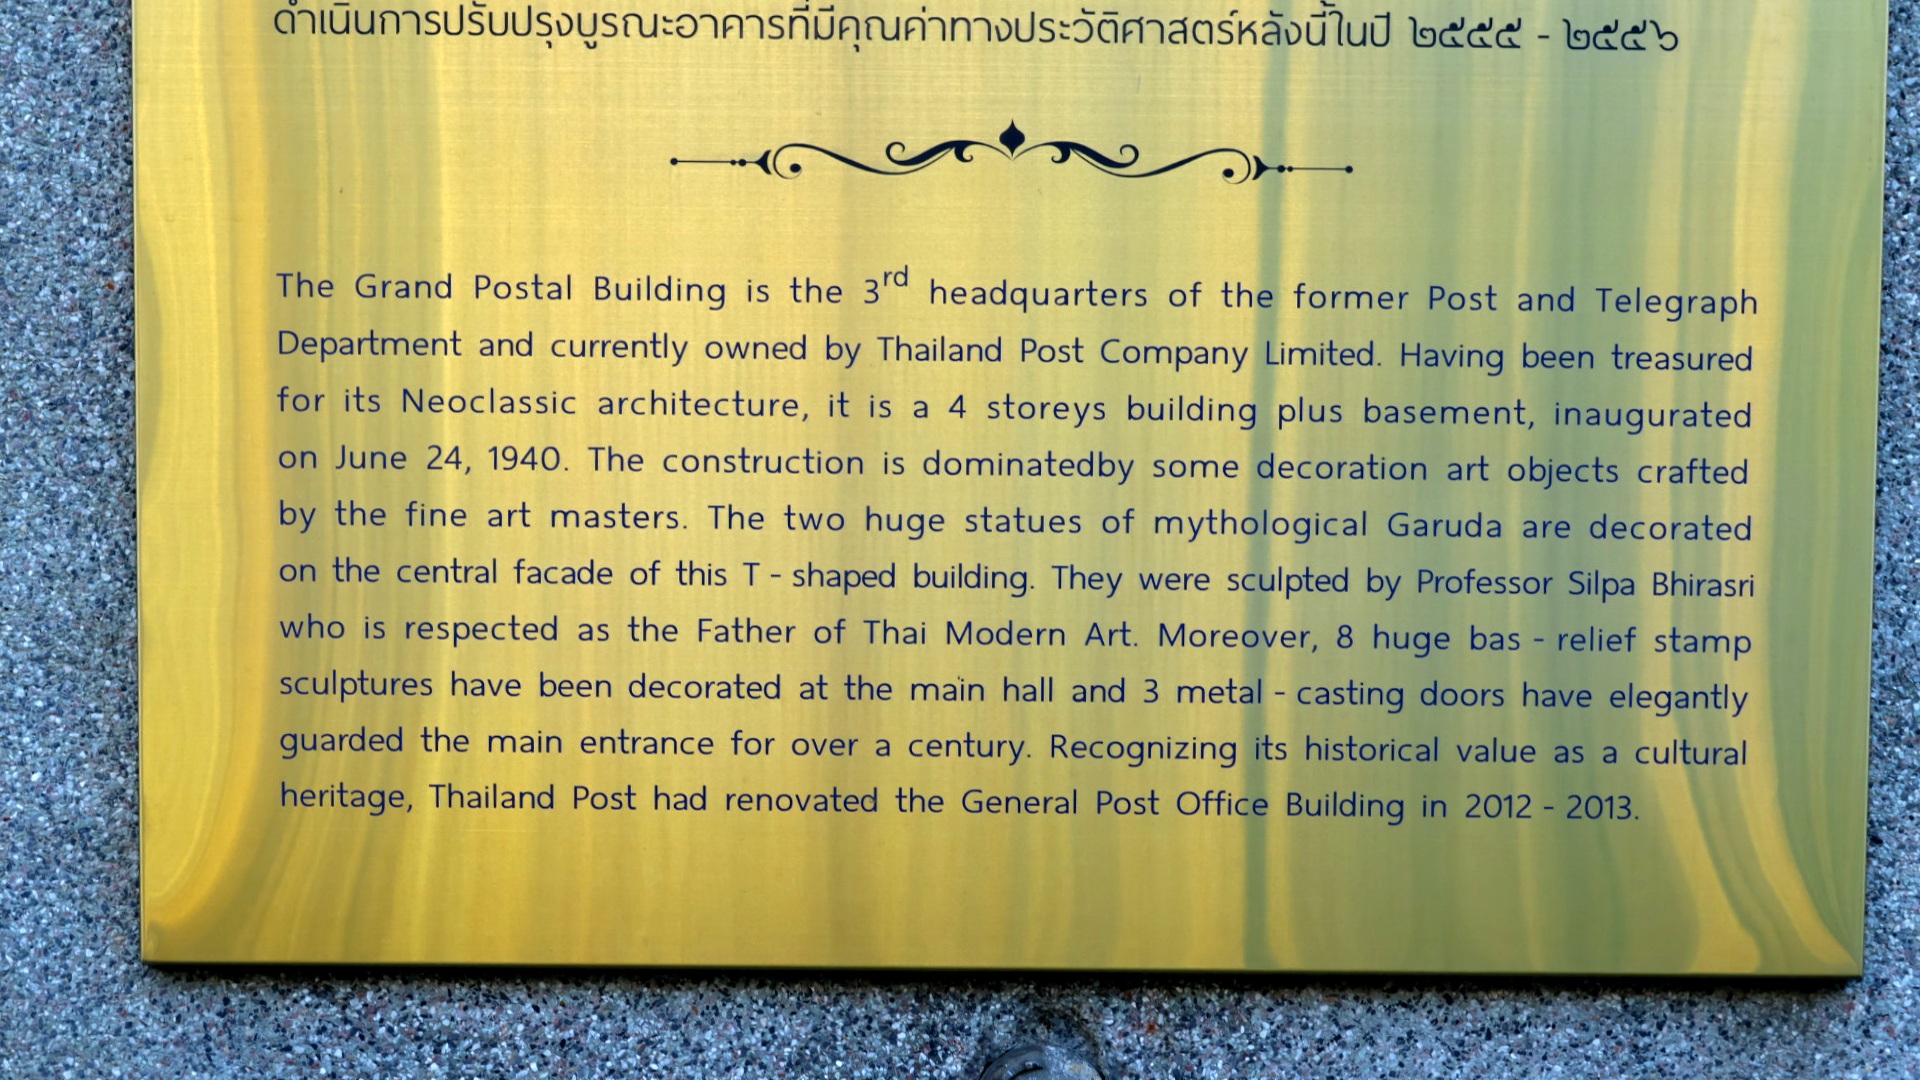 ดำเนินการปรับปรุงบูรณะอาคารที่มีคุณค่าทางประวัติศาสตร์หลังนี้ในปี ๒๕๕๕ - ๒๕๕๖
The Grand Postal Building is the 3rd headquarters of the former Post and Telegraph
Department and currently owned by Thailand Post Company Limited. Having been treasured
for its Neoclassic architecture, it is a 4 storeys building plus basement, inaugurated
on June 24, 1940. The construction is dominatedby some decoration art objects crafted
by the fine art masters. The two huge statues of mythological Garuda are decorated
on the central facade of this T - shaped building. They were sculpted by Professor Silpa Bhirasri
who is respected as the Father of Thai Modern Art. Moreover, 8 huge bas - relief stamp
sculptures have been decorated at the main hall and 3 metal - casting doors have elegantly
guarded the main entrance for over a century. Recognizing its historical value as a cultural
heritage, Thailand Post had renovated the General Post Office Building in 2012 - 2013.